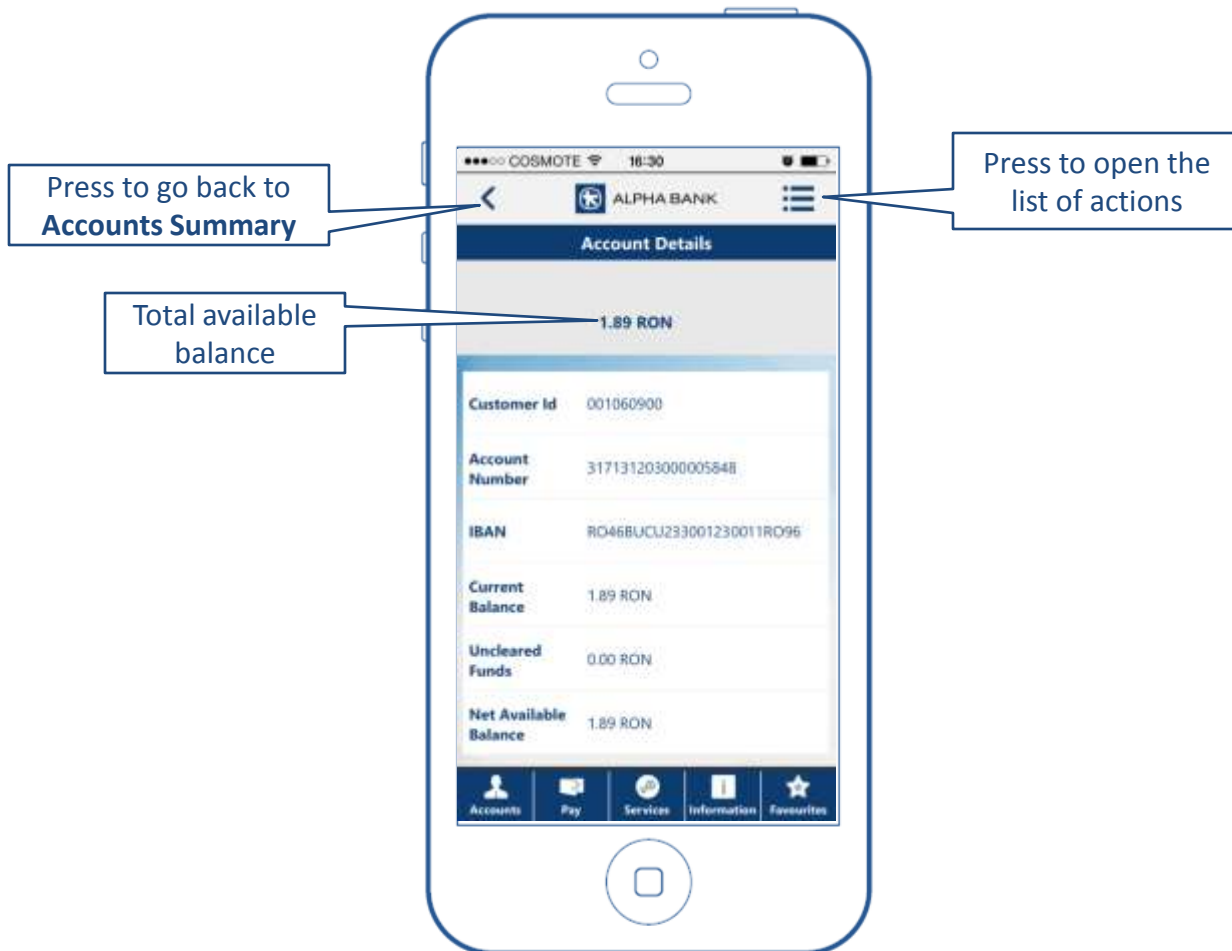 COSMOTE 16:30
Press to go back to
Accounts Summary
ALPHA BANK
Press to open the
list of actions
Account Details
Total available
balance
1.89 RON
Customer Id 001060900
Account
Number
317131203000005848
IBAN RO46BUCU233001230011RO96
Current
Balance
1.89 RON
Uncleared
Funds
0.00 RON
Net Available
Balance
1.89 RON
Accounts Pay Services Information Favourites